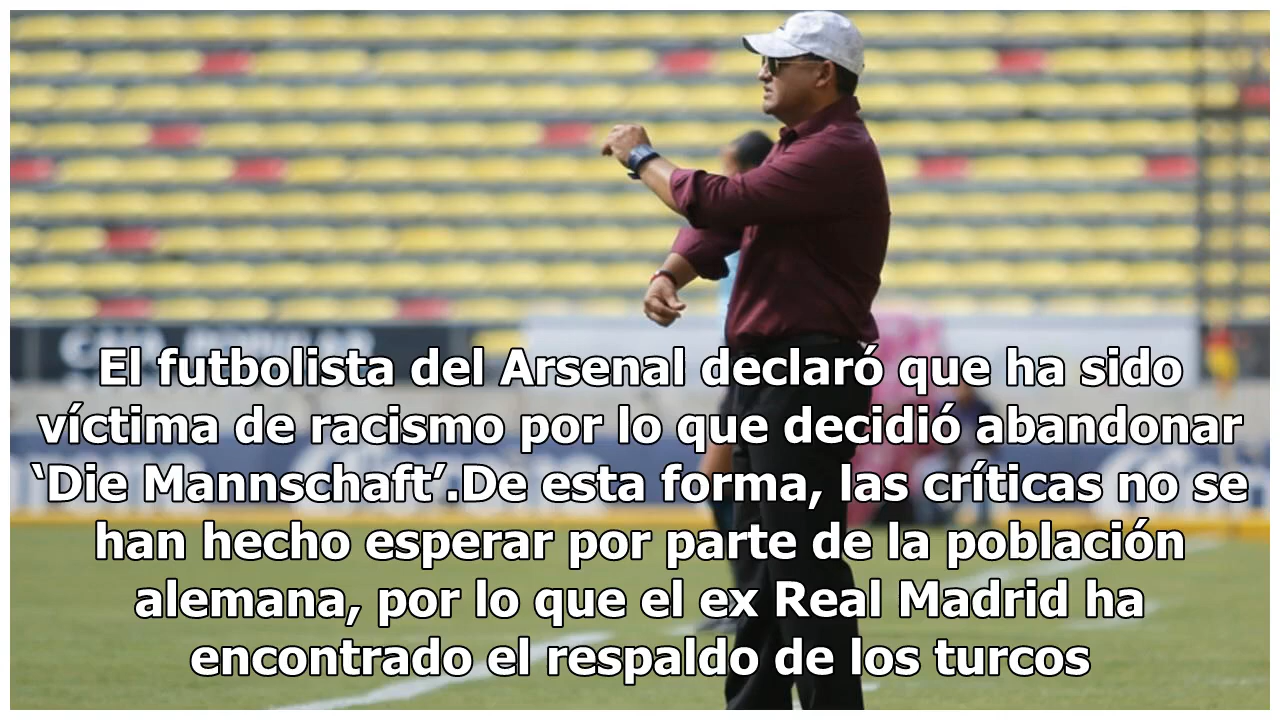 El futbolista del Arsenal declaró que ha sido
víctima de racismo por lo que decidió abandonar
‘Die Mannschaft’.De esta forma, las críticas no se
han hecho esperar por parte de la población
alemana, por lo que el ex Real Madrid ha
encontrado el respaldo de los turcos